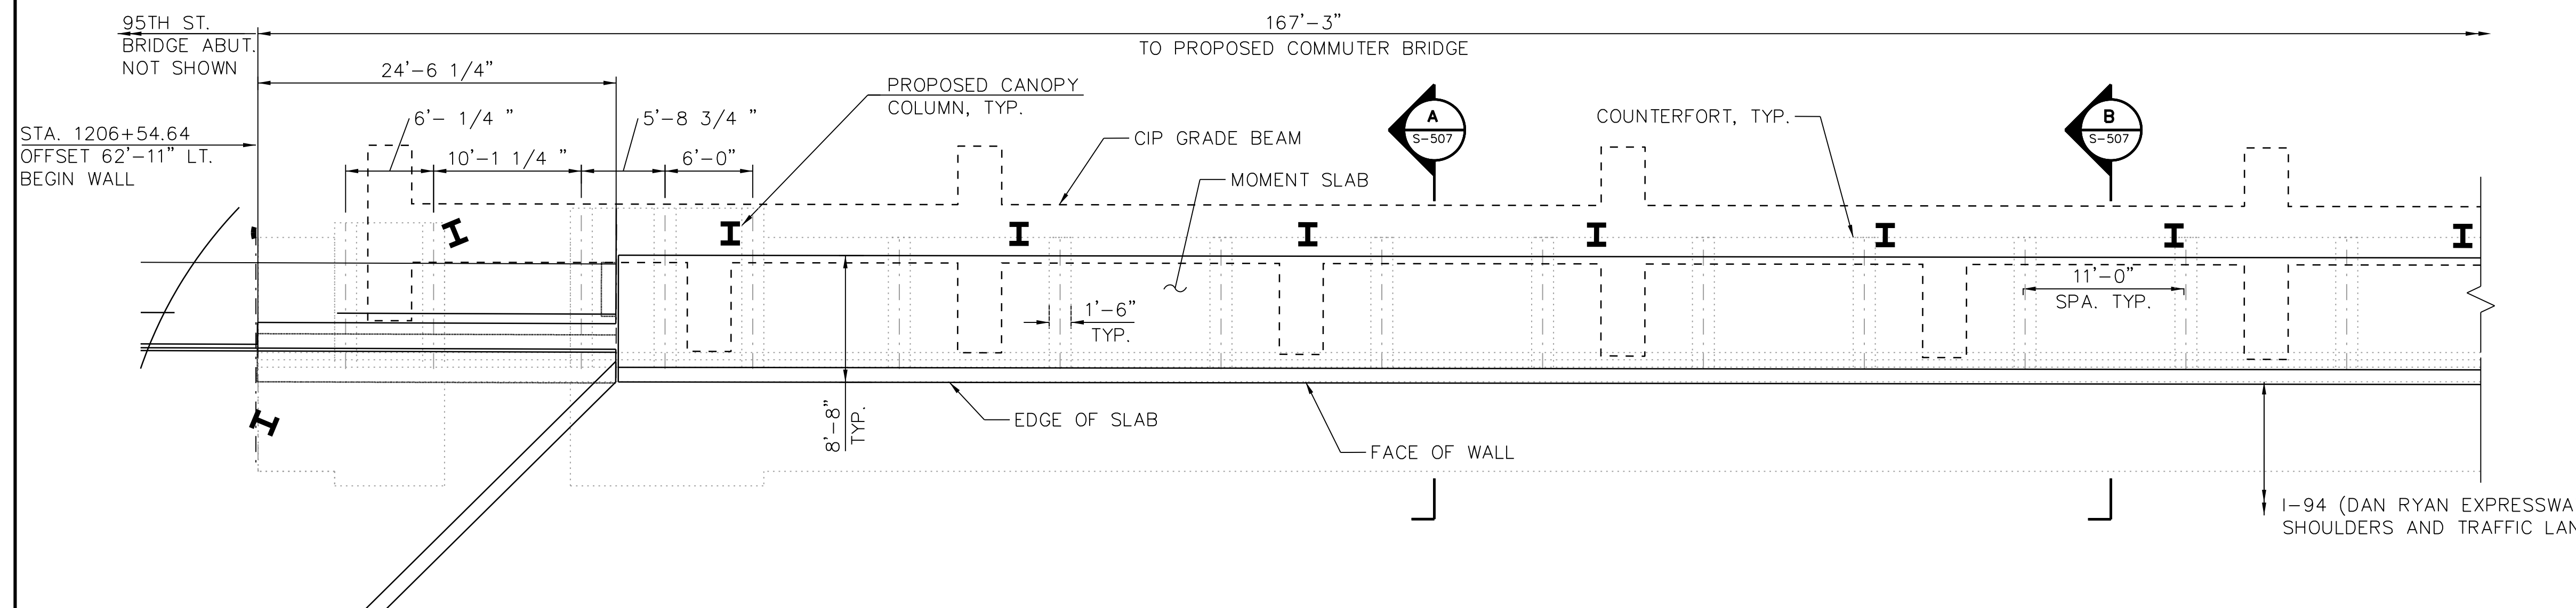 95TH ST.
BRIDGE ABUT.
NOT SHOWN
167'-3"
TO PROPOSED COMMUTER BRIDGE
24'-6 1/4"
PROPOSED CANOPY
COLUMN, TYP.
6'- 1/4 "
5'-8 3/4 "
COUNTERFORT, TYP.
A
S-507
B
S-507
STA. 1206+54.64
OFFSET 62'-11" LT.
BEGIN WALL
10'-1 1/4 "
6'-0"
CIP GRADE BEAM
MOMENT SLAB
11'-0"
SPA. TYP.
1'-6"
TYP.
8'-8"
TYP.
EDGE OF SLAB
FACE OF WALL
I-94 (DAN RYAN EXPRESSWA
SHOULDERS AND TRAFFIC LAN